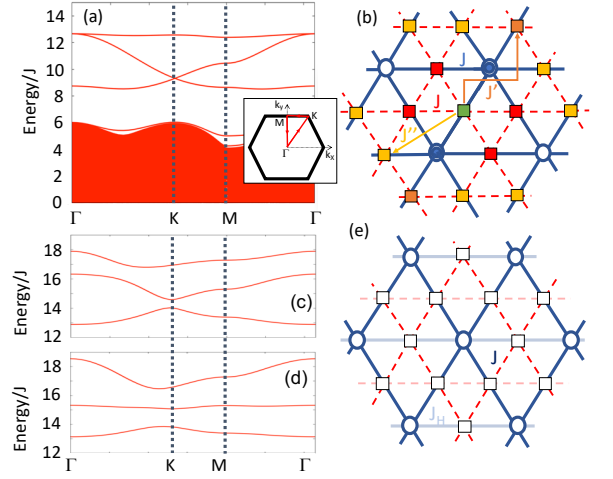 (a)
14
12
10
8
6
4
2
0
Energy/J
Γ
K
M
Γ
k_y
K
M
Γ
k_x
(b)
J
J'
J
J''
18
16
14
12
Energy/J
(c)
18
16
14
12
Energy/J
(d)
Γ
K
M
Γ
(e)
J
J_H